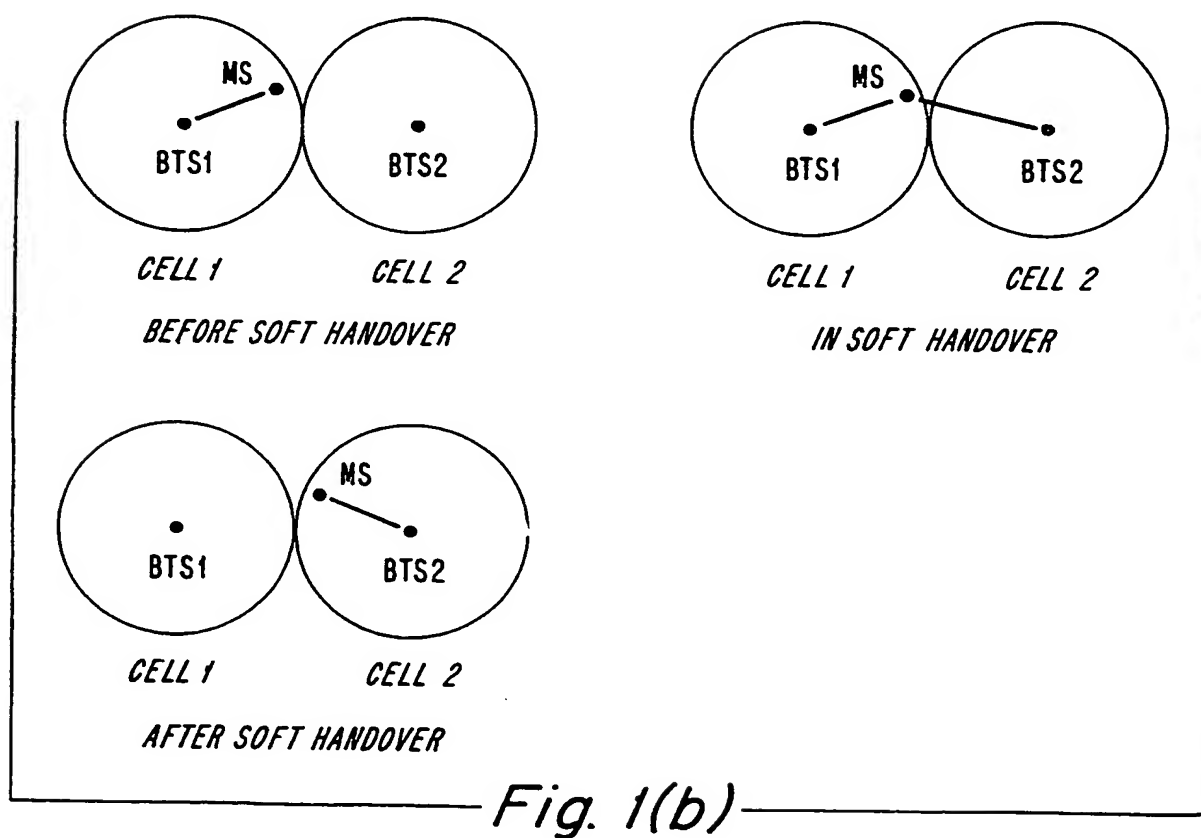 MS
BTS1
BTS2
CELL 1
CELL 2
BEFORE SOFT HANDOVER
MS
BTS1
BTS2
CELL 1
CELL 2
IN SOFT HANDOVER
MS
BTS1
BTS2
CELL 1
CELL 2
AFTER SOFT HANDOVER
Fig. 1(b)